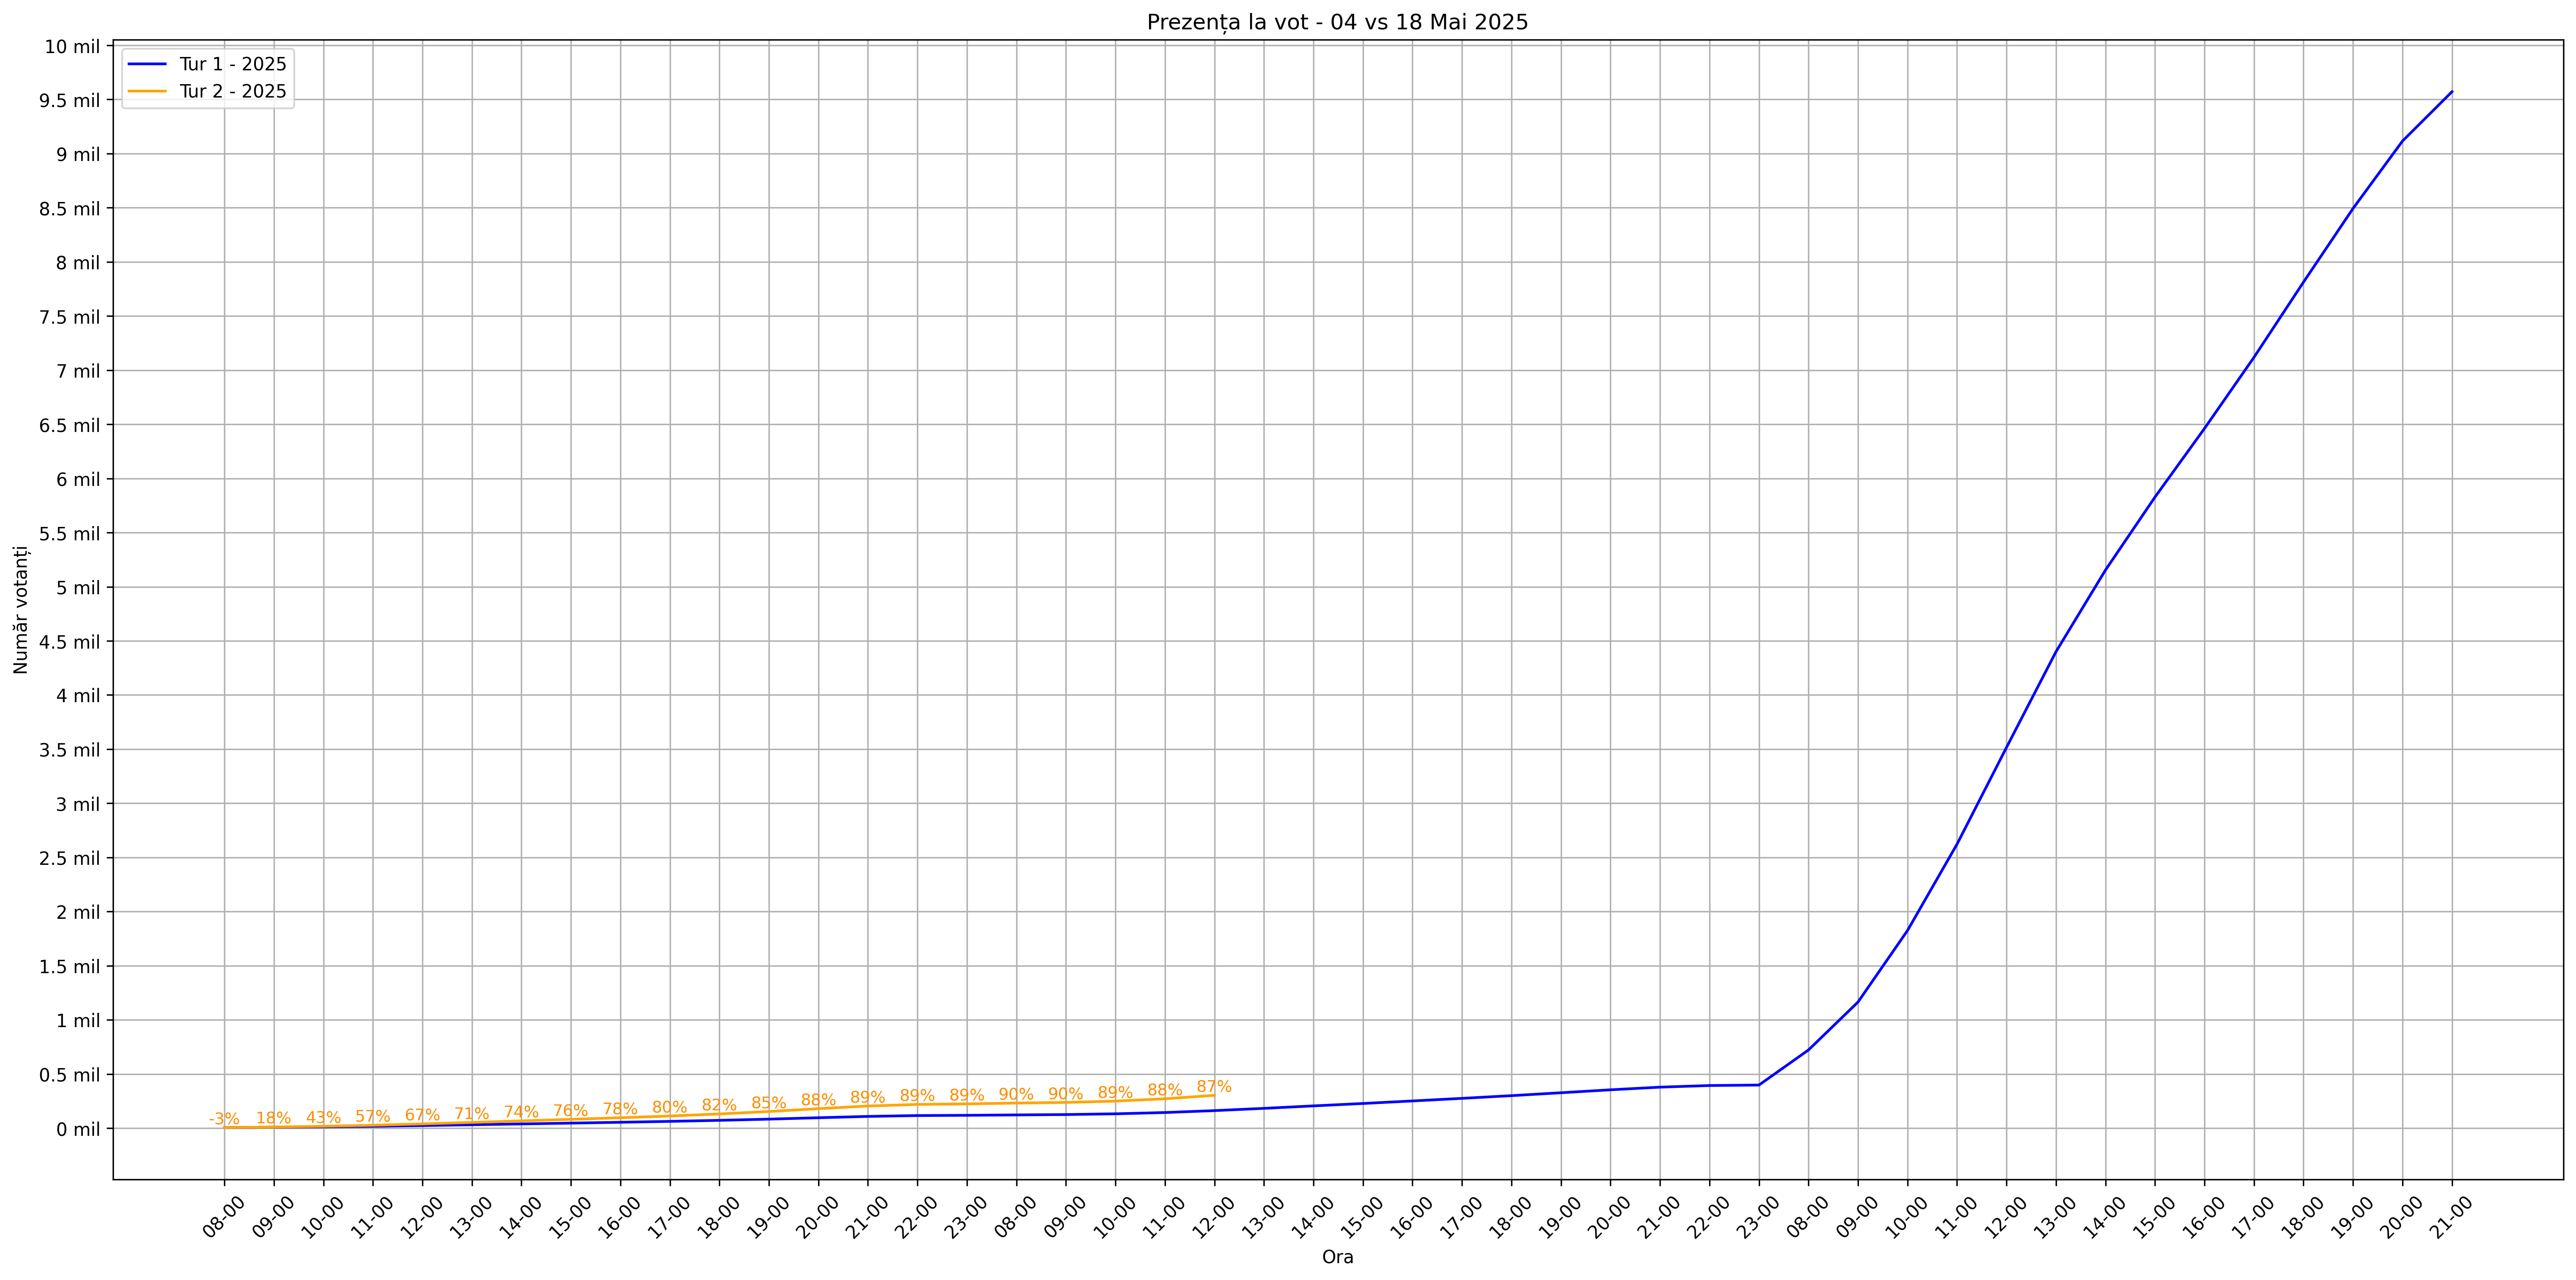 Prezența la vot - 04 vs 18 Mai 2025
Tur 1 - 2025
Tur 2 - 2025
10 mil
9.5 mil
9 mil
8.5 mil
8 mil
7.5 mil
7 mil
6.5 mil
6 mil
5.5 mil
5 mil
4.5 mil
4 mil
3.5 mil
3 mil
2.5 mil
2 mil
1.5 mil
1 mil
0.5 mil
0 mil
Număr votanți
-3% 18% 43% 57% 67% 71% 74% 76% 78% 80% 82% 85% 88% 89% 89% 89% 90% 90% 89% 88% 87%
08-00 09-00 10-00 11-00 12-00 13-00 14-00 15-00 16-00 17-00 18-00 19-00 20-00 21-00 22-00 23-00 08-00 09-00 10-00 11-00 12-00 13-00 14-00 15-00 16-00 17-00 18-00 19-00 20-00 21-00 22-00 23-00 08-00 09-00 10-00 11-00 12-00 13-00 14-00 15-00 16-00 17-00 18-00 19-00 20-00 21-00
Ora